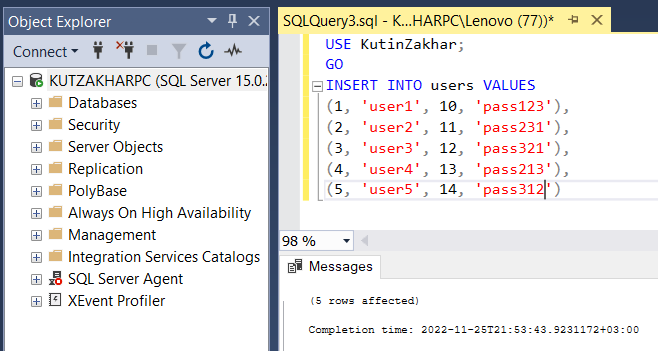 Object Explorer
Connect
KUTZAKHARPC (SQL Server 15.0.
Databases
Security
Server Objects
Replication
PolyBase
Always On High Availability
Management
Integration Services Catalogs
SQL Server Agent
XEvent Profiler
SQLQuery3.sql - K...HARPC\Lenovo (77))*
USE KutinZakhar;
GO
INSERT INTO users VALUES
(1, 'user1', 10, 'pass123'),
(2, 'user2', 11, 'pass231'),
(3, 'user3', 12, 'pass321'),
(4, 'user4', 13, 'pass213'),
(5, 'user5', 14, 'pass312')
98 %
Messages
(5 rows affected)
Completion time: 2022-11-25T21:53:43.9231172+03:00